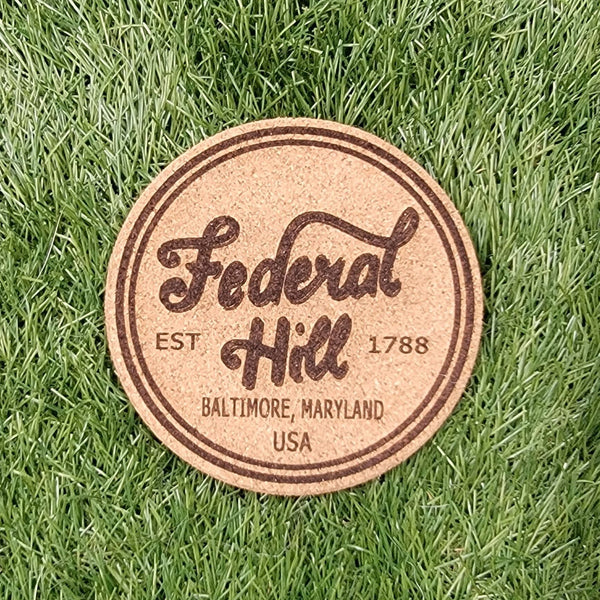 Federal
Hill
EST 1788
BALTIMORE, MARYLAND
USA